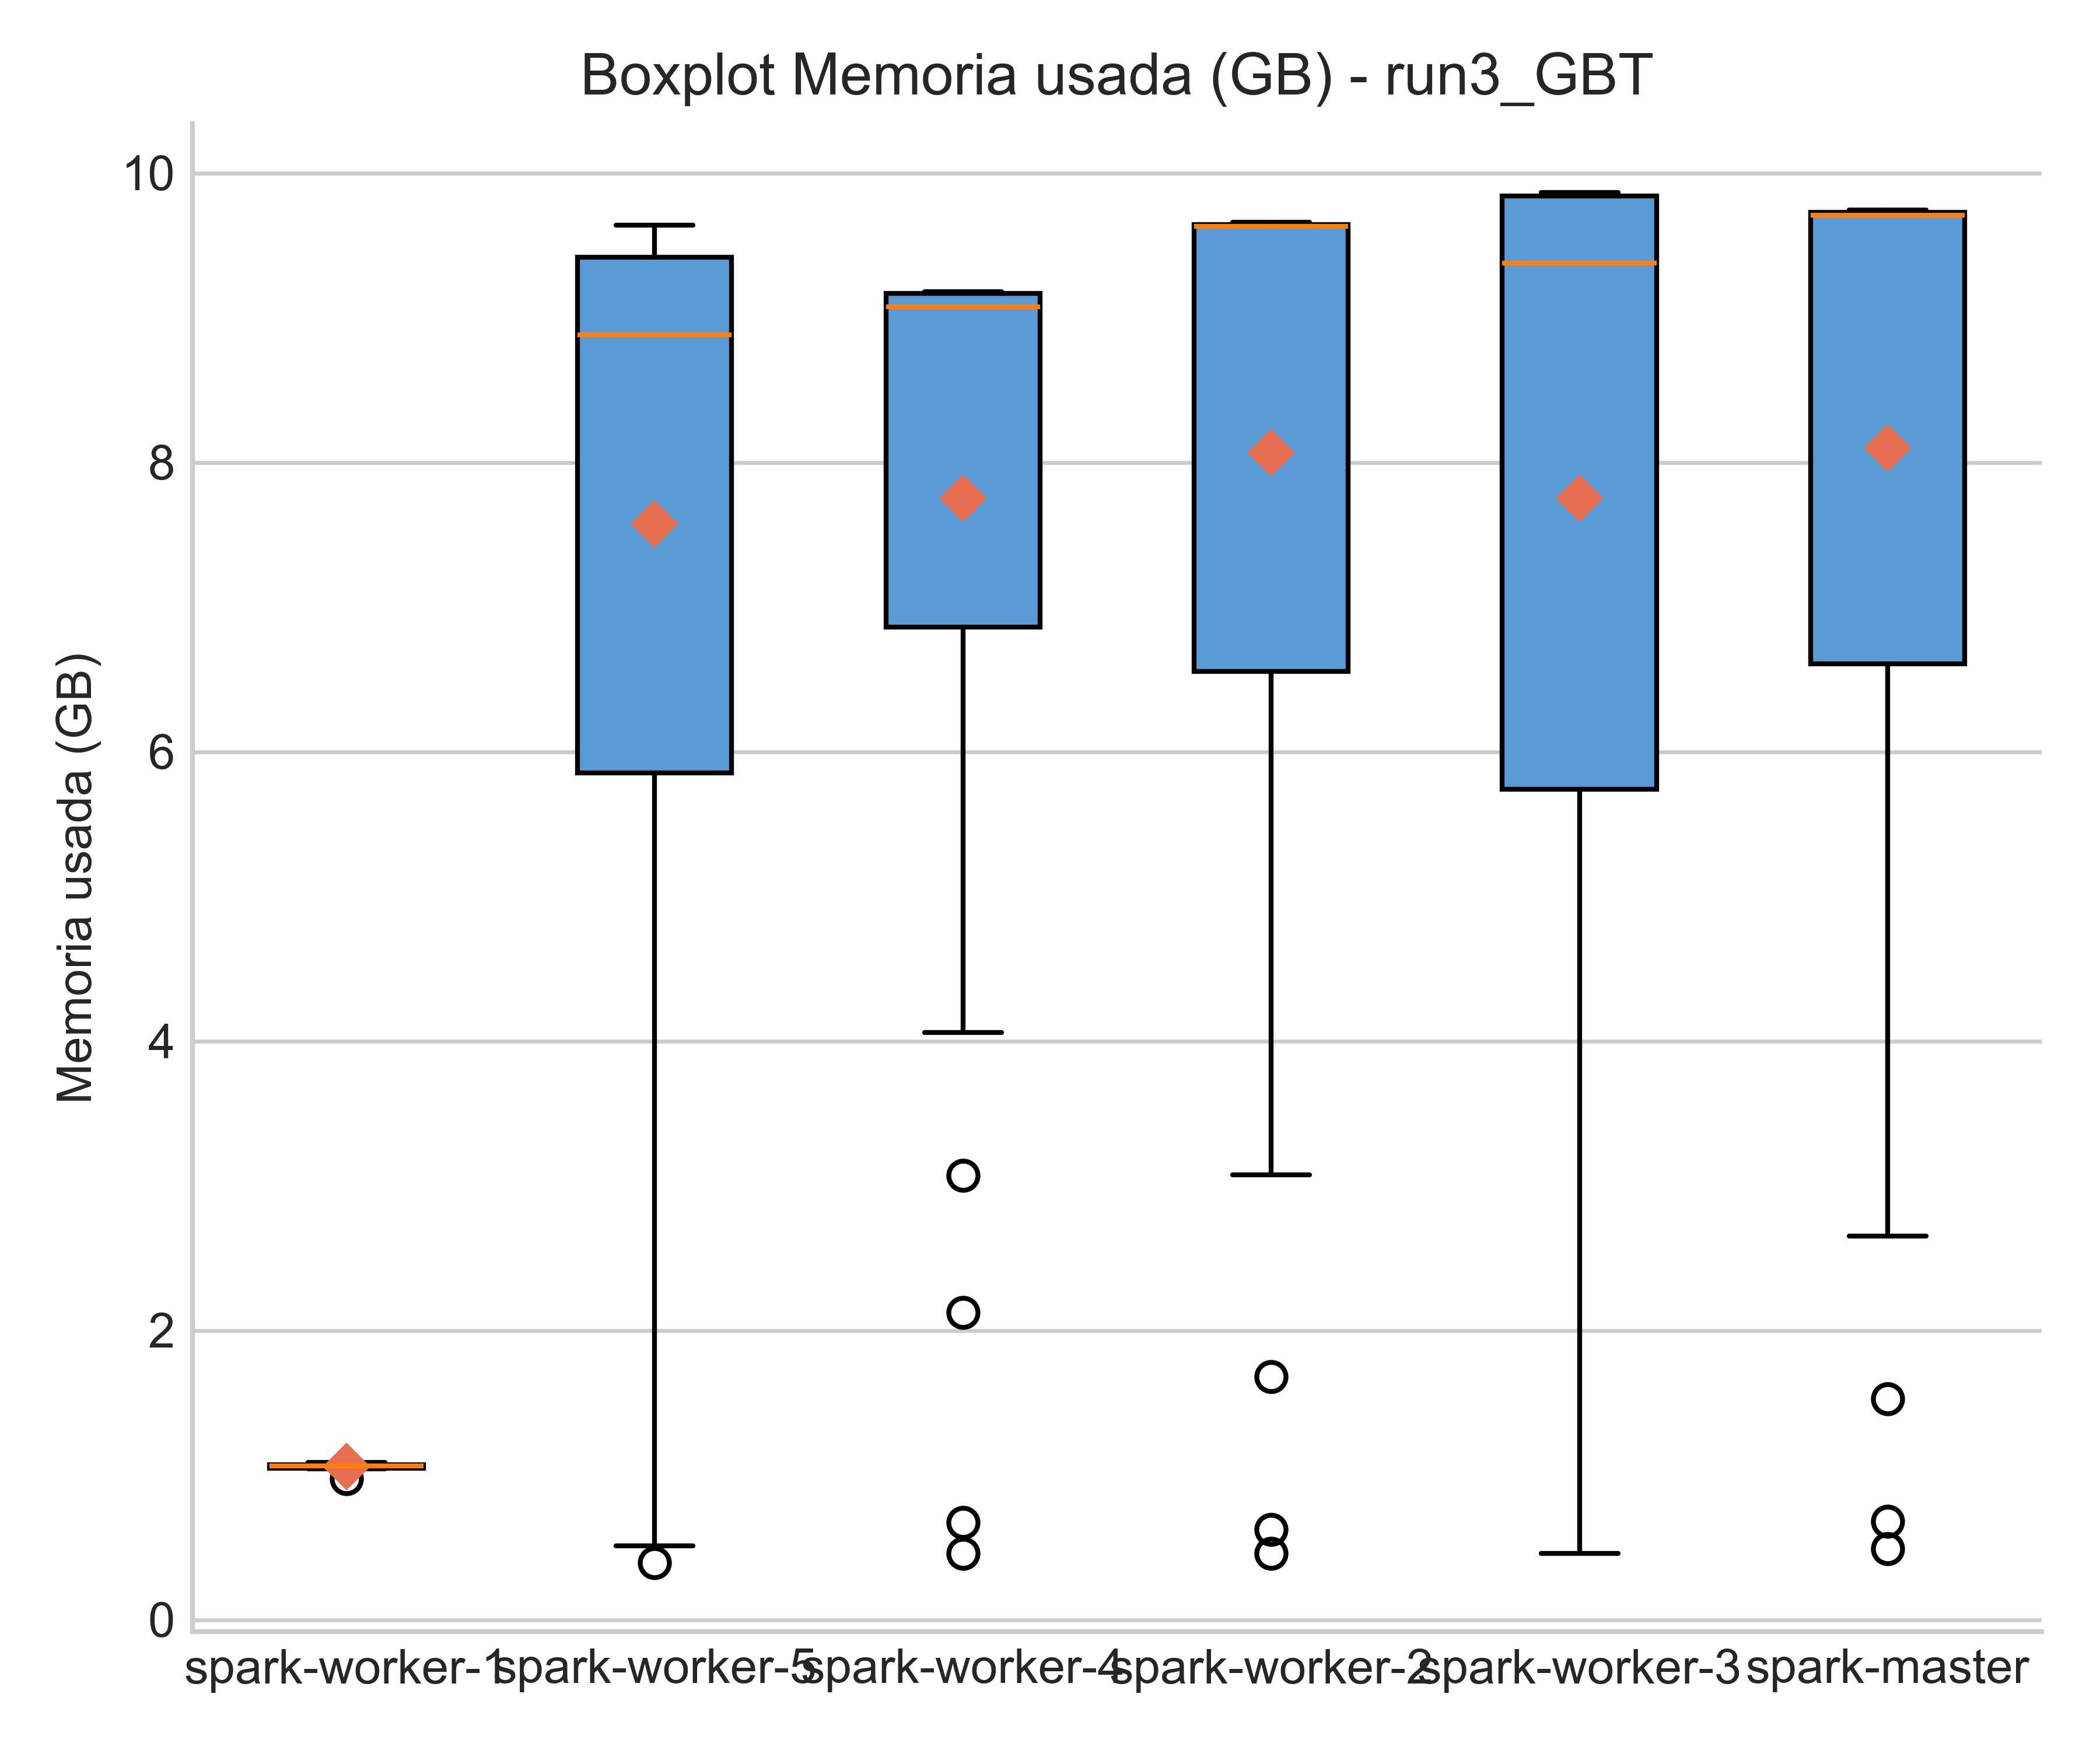 Boxplot Memoria usada (GB) - run3_GBT
Memoria usada (GB)
10
8
6
4
2
0
spark-worker-1
spark-worker-5
spark-worker-4
spark-worker-2
spark-worker-3
spark-master